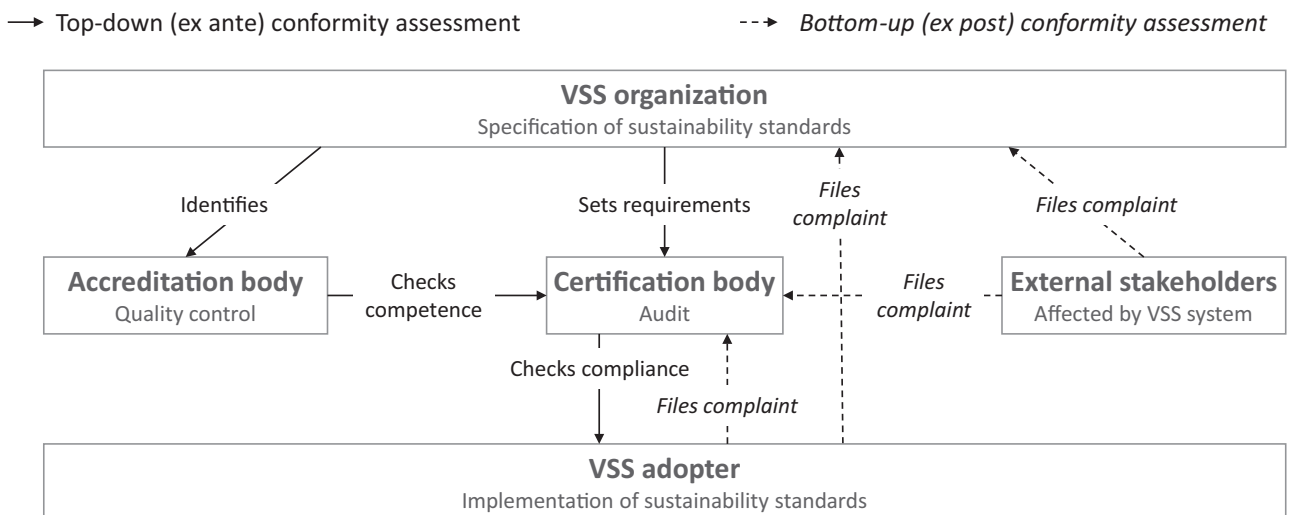 Top-down (ex ante) conformity assessment
Bottom-up (ex post) conformity assessment
VSS organization
Specification of sustainability standards
Identifies
Sets requirements
Files
complaint
Files complaint
Accreditation body
Quality control
Checks
competence
Certification body
Audit
Files
complaint
External stakeholders
Affected by VSS system
Checks compliance
Files complaint
VSS adopter
Implementation of sustainability standards